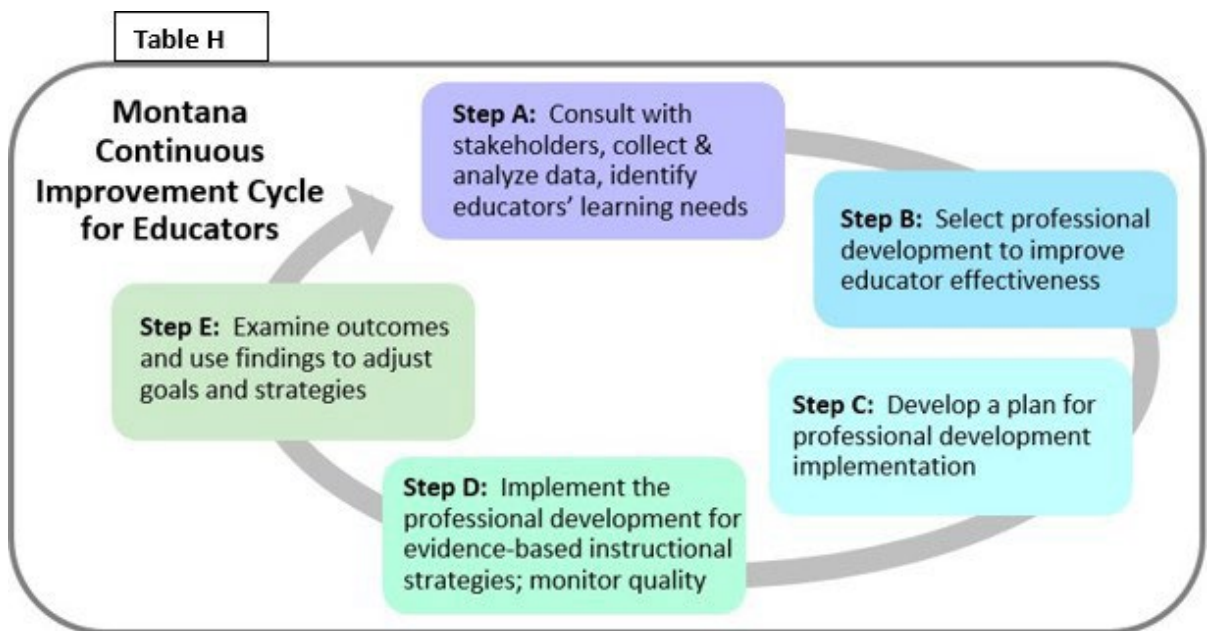 Table H
Montana
Continuous
Improvement Cycle
for Educators
Step A: Consult with
stakeholders, collect &
analyze data, identify
educators’ learning needs
Step B: Select professional
development to improve
educator effectiveness
Step C: Develop a plan for
professional development
implementation
Step D: Implement the
professional development for
evidence-based instructional
strategies; monitor quality
Step E: Examine outcomes
and use findings to adjust
goals and strategies